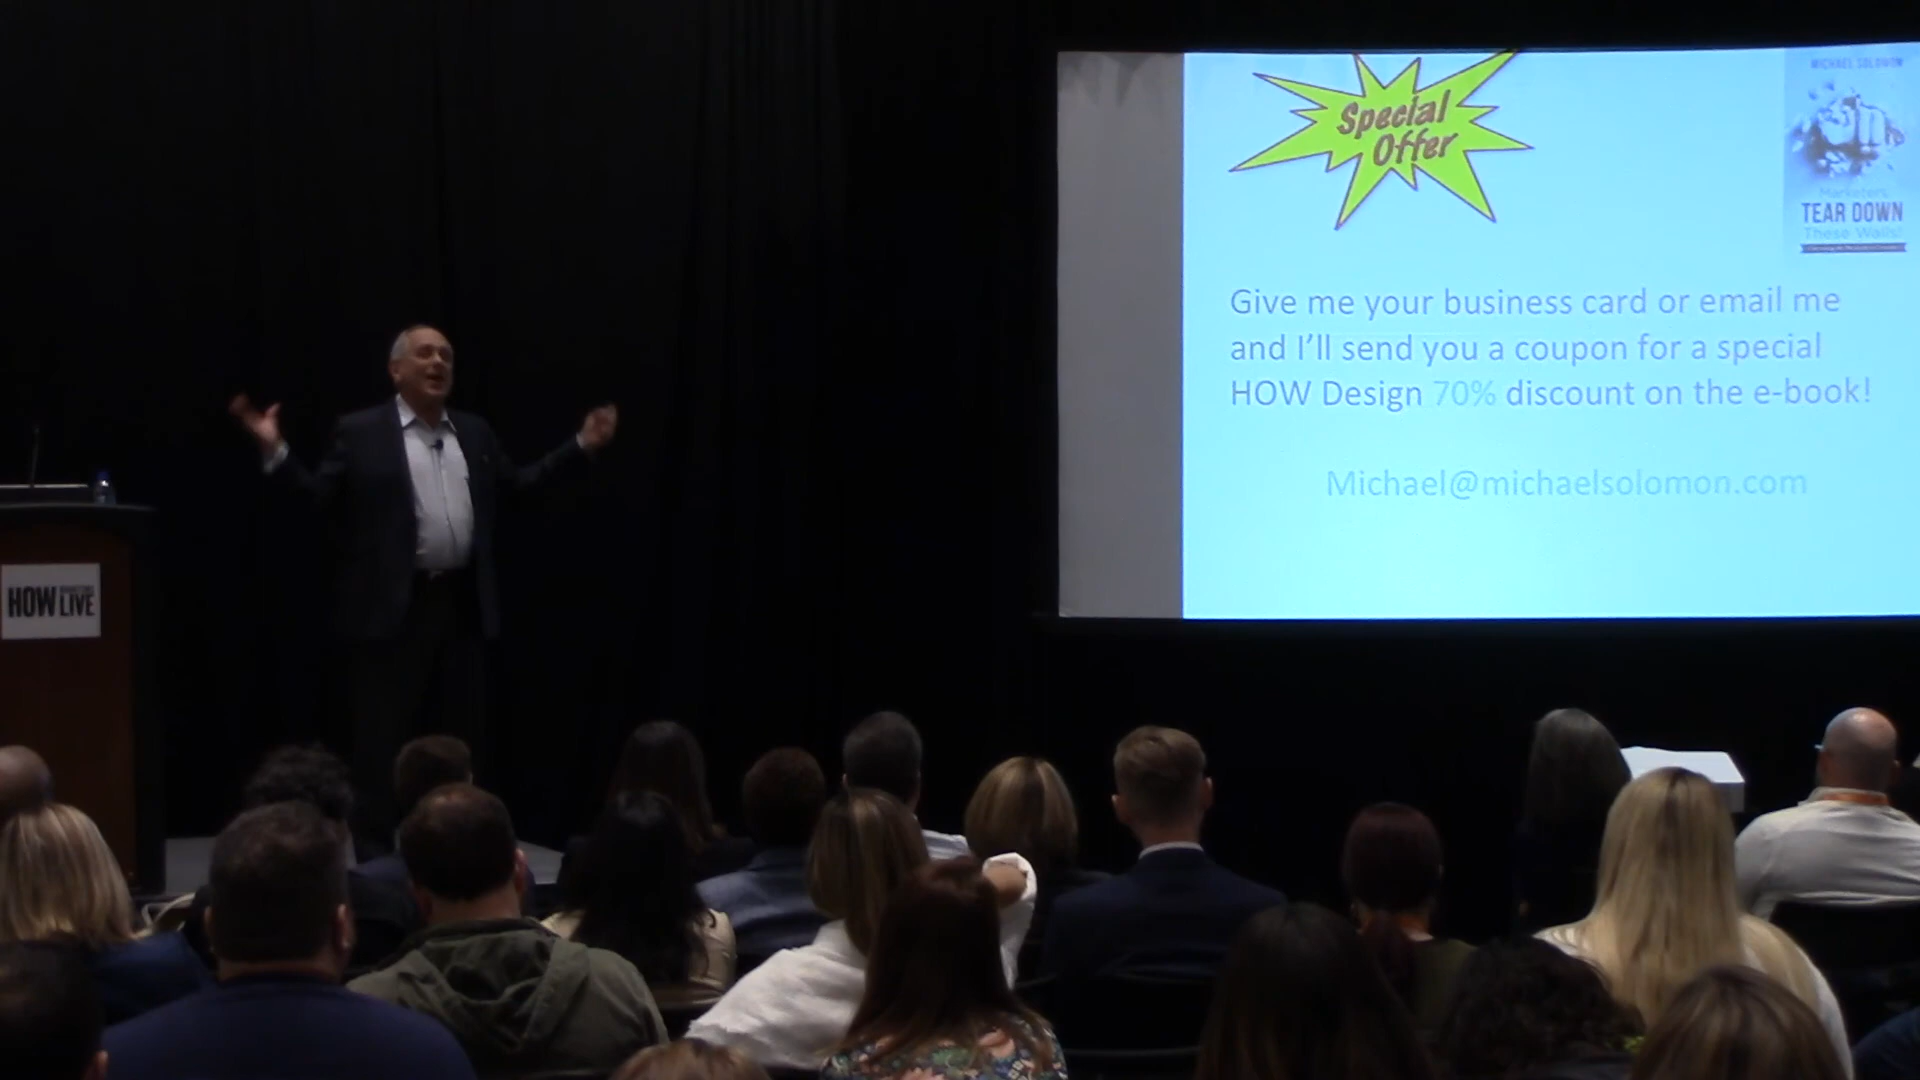 Special
Offer
MICHAEL SOLOMON
Marketers,
TEAR DOWN
These Walls!
Give me your business card or email me
and I'll send you a coupon for a special
HOW Design 70% discount on the e-book!
Michael@michaelsolomon.com
HOW
LIVE